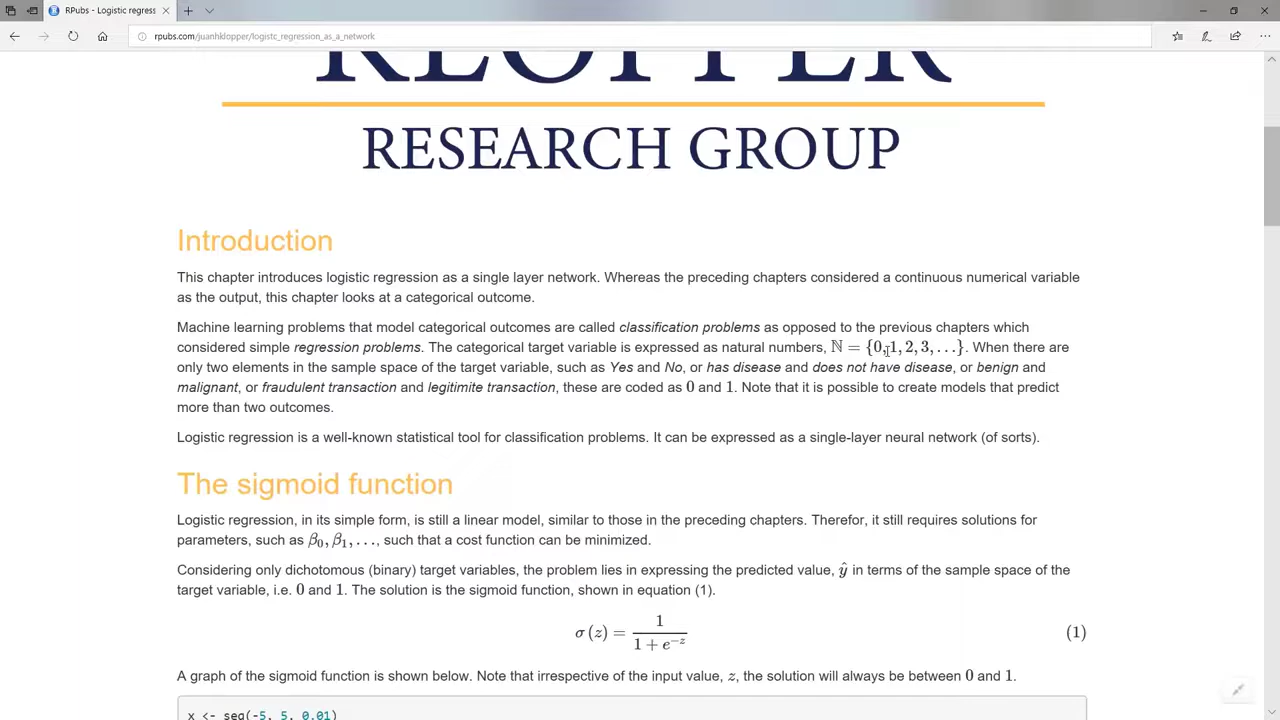 RPubs - Logistic regress
rpubs.com/juanhklopper/logistc_regression_as_a_network
KLOPPER
RESEARCH GROUP
Introduction
This chapter introduces logistic regression as a single layer network. Whereas the preceding chapters considered a continuous numerical variable
as the output, this chapter looks at a categorical outcome.
Machine learning problems that model categorical outcomes are called classification problems as opposed to the previous chapters which
considered simple regression problems. The categorical target variable is expressed as natural numbers, ℕ = {0, 1, 2, 3, …}. When there are
only two elements in the sample space of the target variable, such as Yes and No, or has disease and does not have disease, or benign and
malignant, or fraudulent transaction and legitimite transaction, these are coded as 0 and 1. Note that it is possible to create models that predict
more than two outcomes.
Logistic regression is a well-known statistical tool for classification problems. It can be expressed as a single-layer neural network (of sorts).
The sigmoid function
Logistic regression, in its simple form, is still a linear model, similar to those in the preceding chapters. Therefor, it still requires solutions for
parameters, such as β₀, β₁, …, such that a cost function can be minimized.
Considering only dichotomous (binary) target variables, the problem lies in expressing the predicted value, ŷ in terms of the sample space of the
target variable, i.e. 0 and 1. The solution is the sigmoid function, shown in equation (1).
σ (z) = 1 / (1 + e⁻ᶻ) (1)
A graph of the sigmoid function is shown below. Note that irrespective of the input value, z, the solution will always be between 0 and 1.
x <- seq(-5, 5, 0.01)